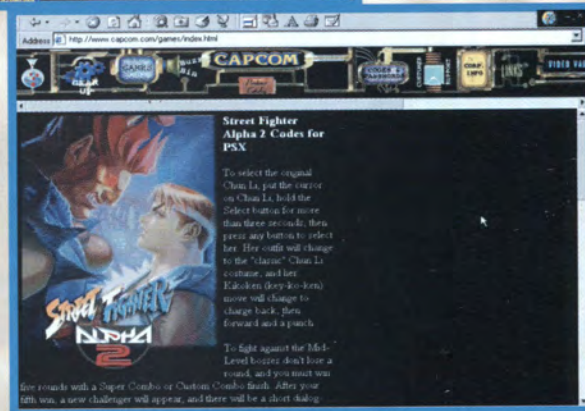 Address http://www.capcom.com/games/index.html
GAMES
CAPCOM
LINKS
CORP. INFO
Street Fighter
Alpha 2 Codes for
PSX
To select the original
Chun Li, put the cursor
on Chun Li, hold the
Select button for more
than three seconds, then
press any button to select
her. Her outfit will change
to the "classic" Chun Li
costume, and her
Kikoken (key-ko-ken)
move will change to
charge back, then
forward and a punch
STREET FIGHTER
ALPHA
2
To fight against the Mid-
Level bosses don't lose a
round, and you must win
five rounds with a Super Combo or Custom Combo finish. After your
fifth win, a new challenger will appear, and there will be a short dialog-